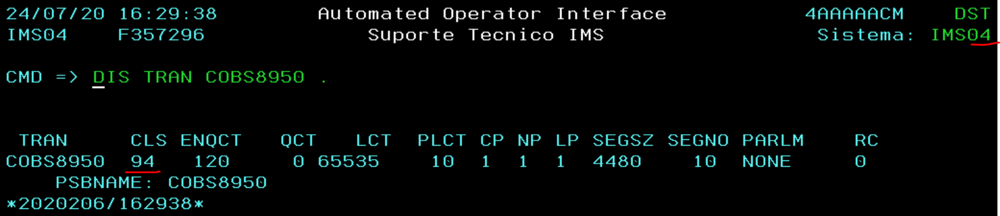 24/07/20 16:29:38 Automated Operator Interface 4AAAAACM DST
IMS04 F357296 Suporte Tecnico IMS Sistema: IMS04
CMD => DIS TRAN COBS8950 .
TRAN CLS ENQCT QCT LCT PLCT CP NP LP SEGSZ SEGNO PARLM RC
COBS8950 94 120 0 65535 10 1 1 1 4480 10 NONE 0
PSBNAME: COBS8950
*2020206/162938*